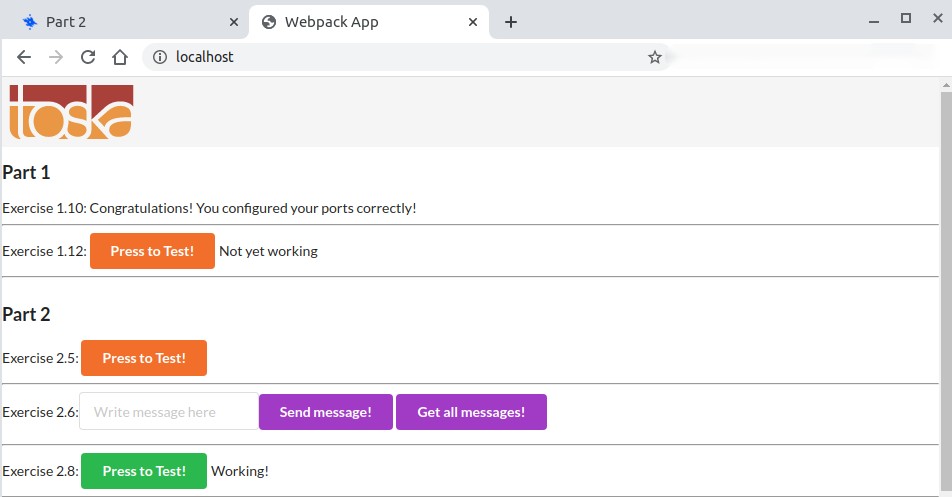 Part 2
Webpack App
localhost
toska
Part 1
Exercise 1.10: Congratulations! You configured your ports correctly!
Exercise 1.12: Press to Test! Not yet working
Part 2
Exercise 2.5: Press to Test!
Exercise 2.6: Write message here Send message! Get all messages!
Exercise 2.8: Press to Test! Working!